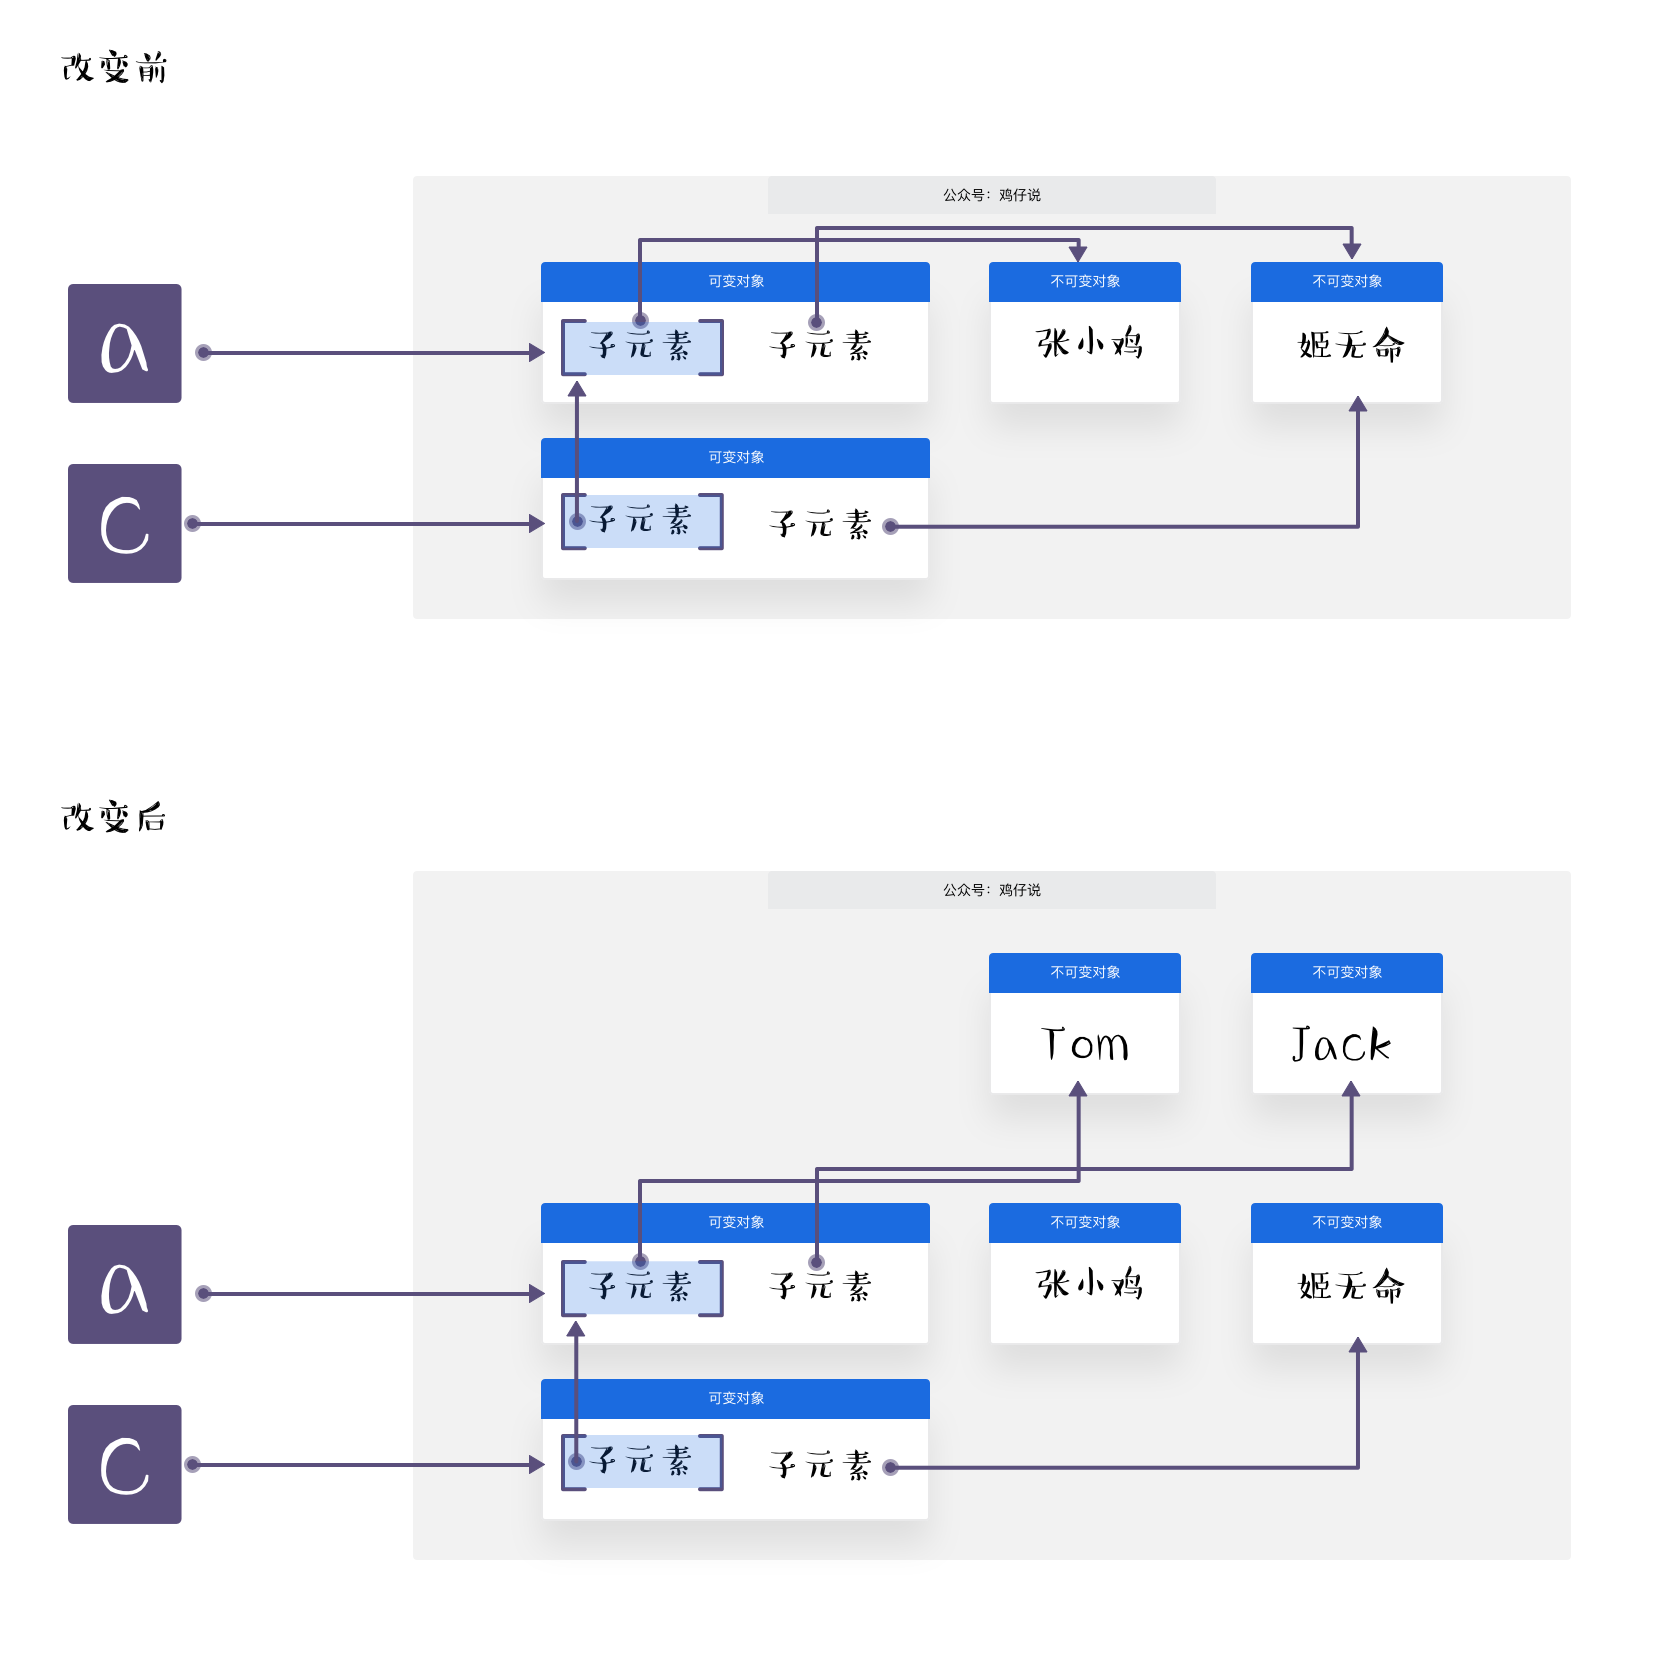 改变前
公众号：鸡仔说
可变对象
不可变对象
不可变对象
a
子元素
子元素
张小鸡
姬无命
可变对象
C
子元素
子元素
改变后
公众号：鸡仔说
不可变对象
不可变对象
Tom
Jack
可变对象
不可变对象
不可变对象
a
子元素
子元素
张小鸡
姬无命
可变对象
C
子元素
子元素